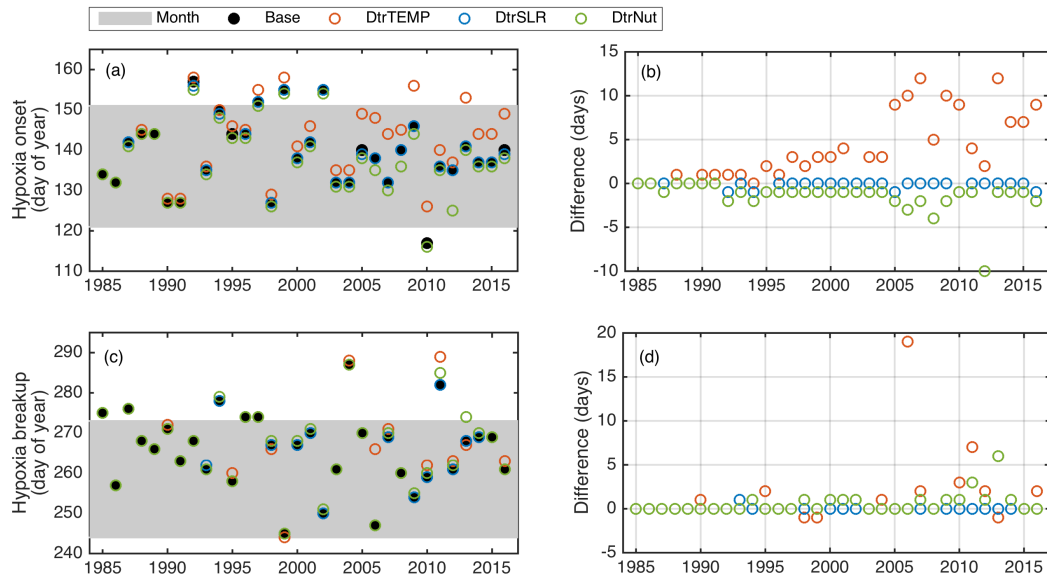 Month Base DtrTEMP DtrSLR DtrNut
(a)
Hypoxia onset
(day of year)
160
150
140
130
120
110
1985 1990 1995 2000 2005 2010 2015
(b)
Difference (days)
15
10
5
0
-5
-10
1985 1990 1995 2000 2005 2010 2015
(c)
Hypoxia breakup
(day of year)
290
280
270
260
250
240
1985 1990 1995 2000 2005 2010 2015
(d)
Difference (days)
20
15
10
5
0
-5
1985 1990 1995 2000 2005 2010 2015